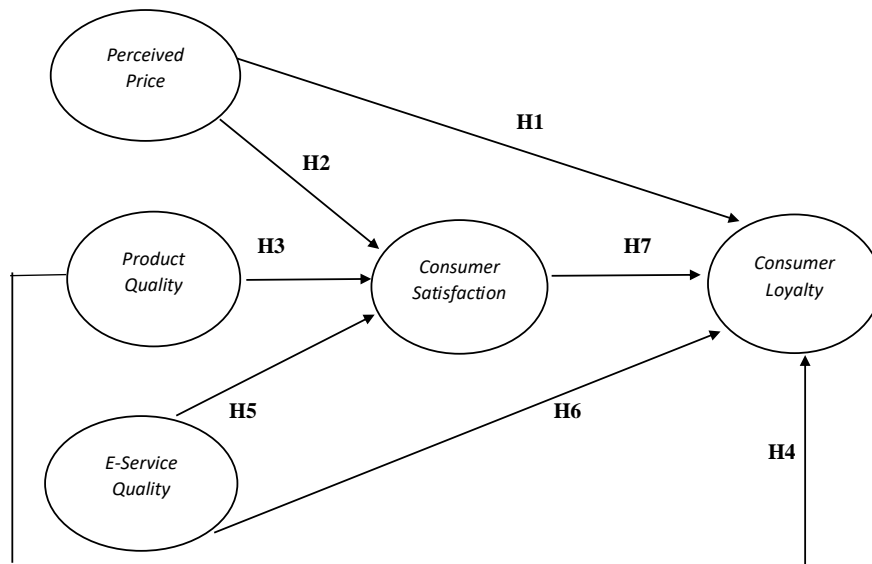 Perceived
Price
H1
H2
Product
Quality
H3
Consumer
Satisfaction
H7
Consumer
Loyalty
H5
H6
E-Service
Quality
H4